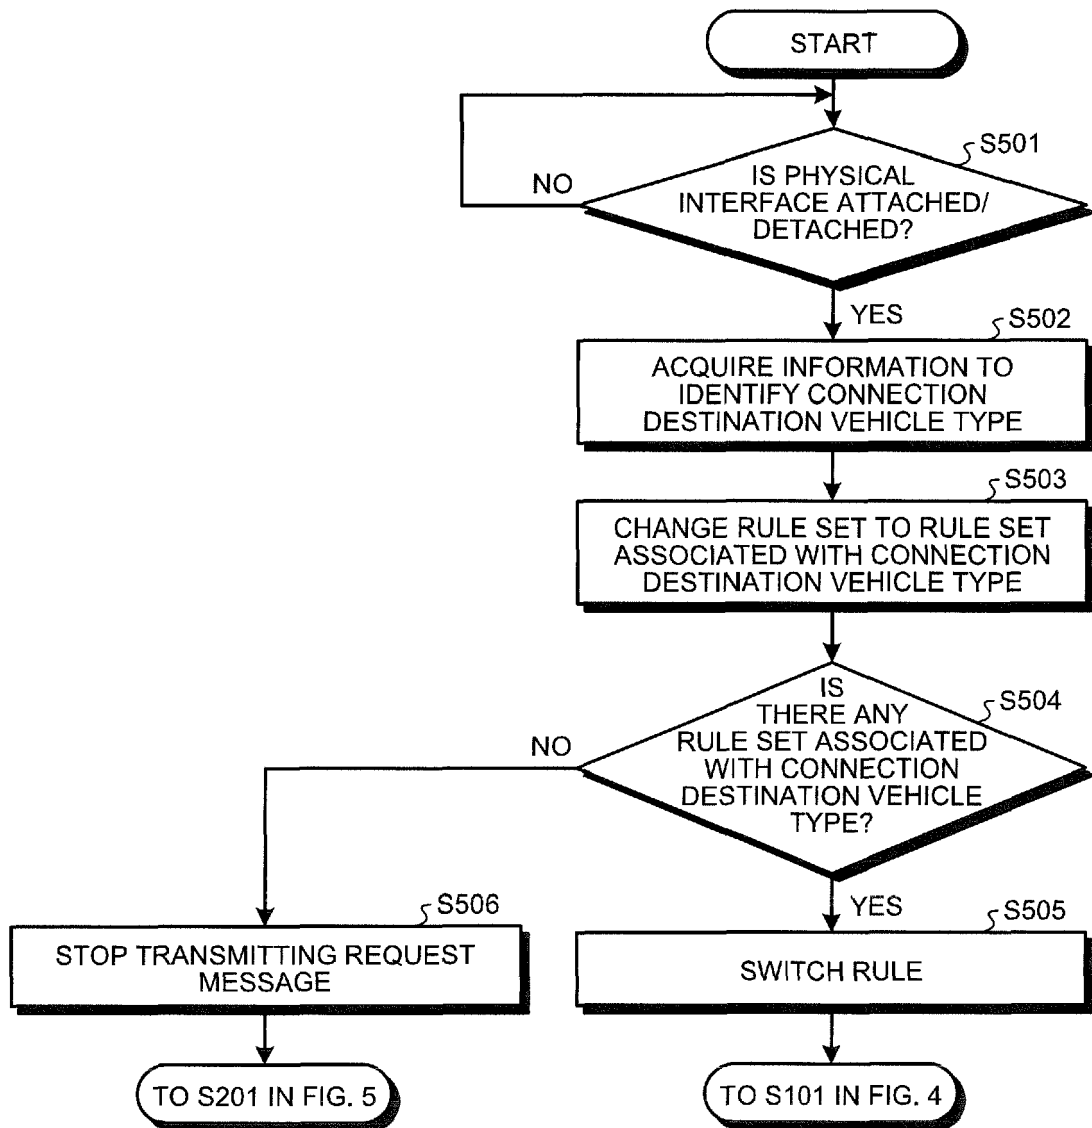 START
S501
IS PHYSICAL
INTERFACE ATTACHED/
DETACHED?
NO
YES
S502
ACQUIRE INFORMATION TO
IDENTIFY CONNECTION
DESTINATION VEHICLE TYPE
S503
CHANGE RULE SET TO RULE SET
ASSOCIATED WITH CONNECTION
DESTINATION VEHICLE TYPE
S504
IS
THERE ANY
RULE SET ASSOCIATED
WITH CONNECTION
DESTINATION VEHICLE
TYPE?
NO
YES
S506
STOP TRANSMITTING REQUEST
MESSAGE
S505
SWITCH RULE
TO S201 IN FIG. 5
TO S101 IN FIG. 4